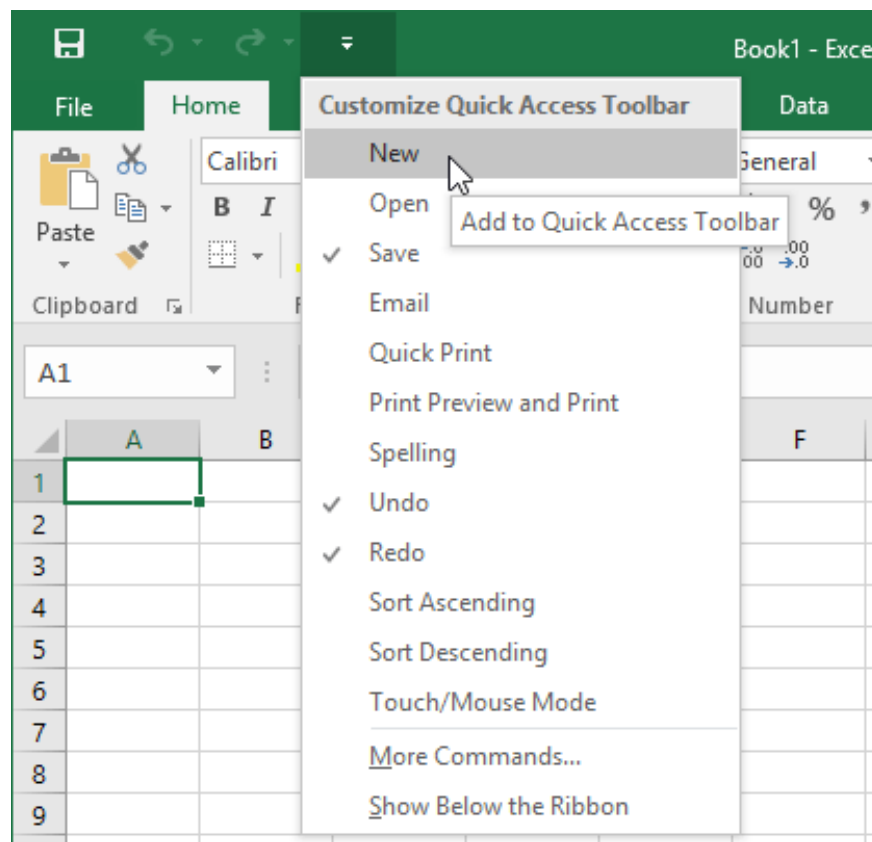 Book1 - Exce
File Home Data
Customize Quick Access Toolbar
New
Open
Add to Quick Access Toolbar
Save
Email
Quick Print
Print Preview and Print
Spelling
Undo
Redo
Sort Ascending
Sort Descending
Touch/Mouse Mode
More Commands...
Show Below the Ribbon
Calibri
General
B I
% ,
Paste
.00
.0
Clipboard
Number
A1
A B F
1
2
3
4
5
6
7
8
9